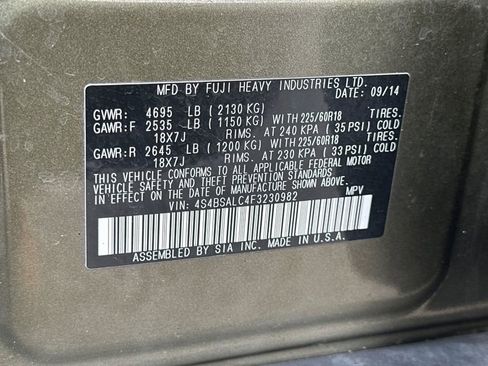 MFD BY FUJI HEAVY INDUSTRIES LTD.
DATE: 09/14
GVWR: 4695 LB ( 2130 KG)
GAWR:F 2535 LB ( 1150 KG) WITH 225/60R18 TIRES.
18X7J RIMS. AT 240 KPA ( 35 PSI) COLD
GAWR:R 2645 LB ( 1200 KG) WITH 225/60R18 TIRES.
18X7J RIMS. AT 230 KPA ( 33 PSI) COLD
THIS VEHICLE CONFORMS TO ALL APPLICABLE FEDERAL MOTOR
VEHICLE SAFETY AND THEFT PREVENTION STANDARDS
IN EFFECT ON THE DATE OF MANUFACTURE SHOWN ABOVE.
VIN: 4S4BSALC4F3230982 MPV
ASSEMBLED BY SIA INC. MADE IN U.S.A.